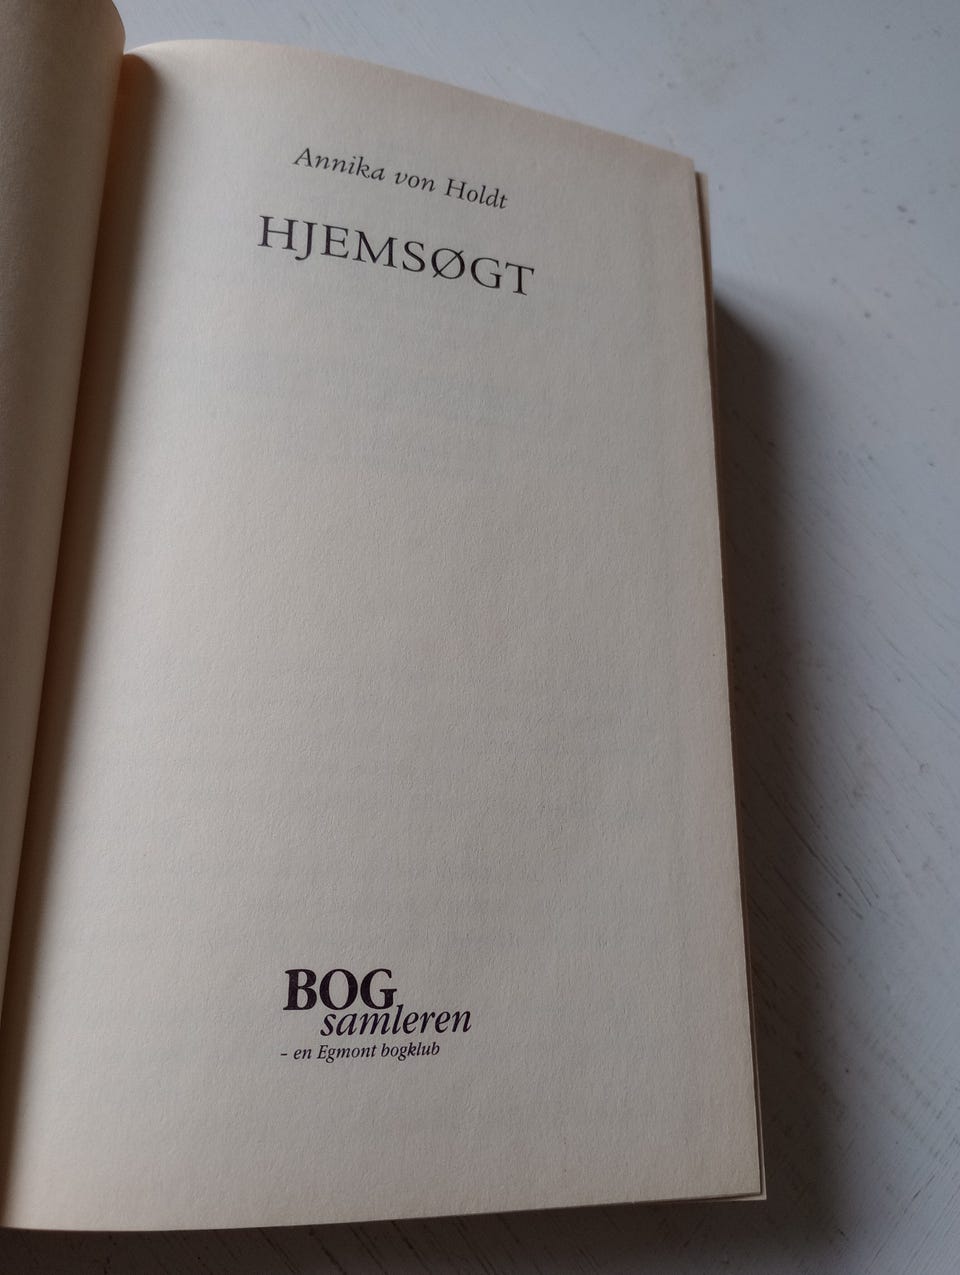 Annika von Holdt
HJEMSØGT
BOG
samleren
– en Egmont bogklub